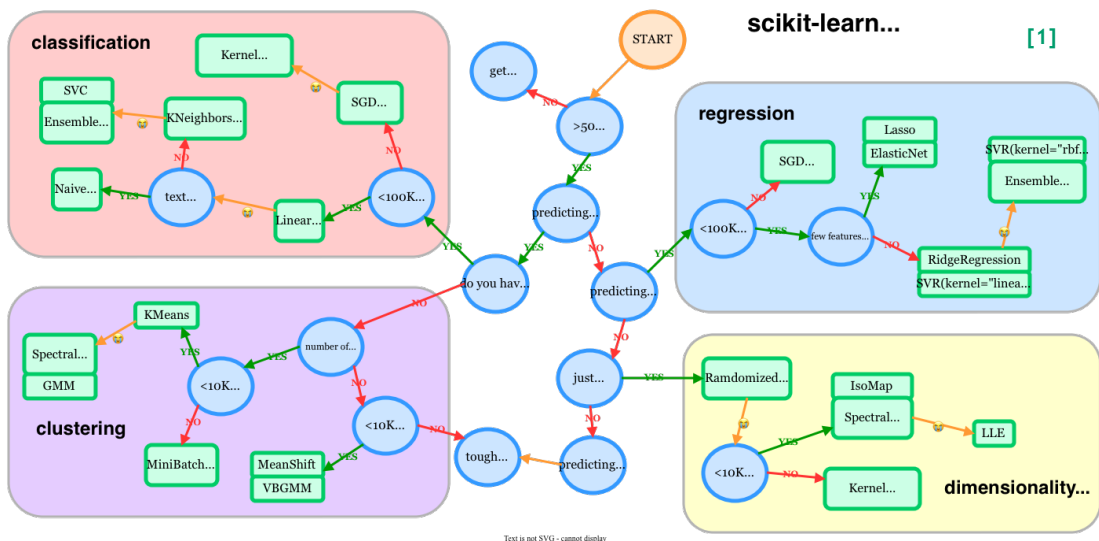 scikit-learn...
[1]
START
get...
NO
>50...
YES
predicting...
YES
NO
do you hav...
YES
NO
predicting...
YES
NO
just...
YES
NO
predicting...
tough...
classification
Kernel...
😭
SGD...
SVC
Ensemble...
😭
KNeighbors...
NO
NO
Naive...
YES
text...
😭
Linear...
YES
<100K...
regression
SGD...
NO
<100K...
YES
Lasso
ElasticNet
YES
few features...
NO
SVR(kernel="rbf...
Ensemble...
😭
RidgeRegression
SVR(kernel="linea...
clustering
KMeans
😭
Spectral...
GMM
YES
<10K...
YES
number of...
NO
NO
MiniBatch...
<10K...
NO
YES
MeanShift
VBGMM
dimensionality...
Ramdomized...
😭
IsoMap
Spectral...
😭
LLE
YES
<10K...
NO
Kernel...
Text is not SVG - cannot display